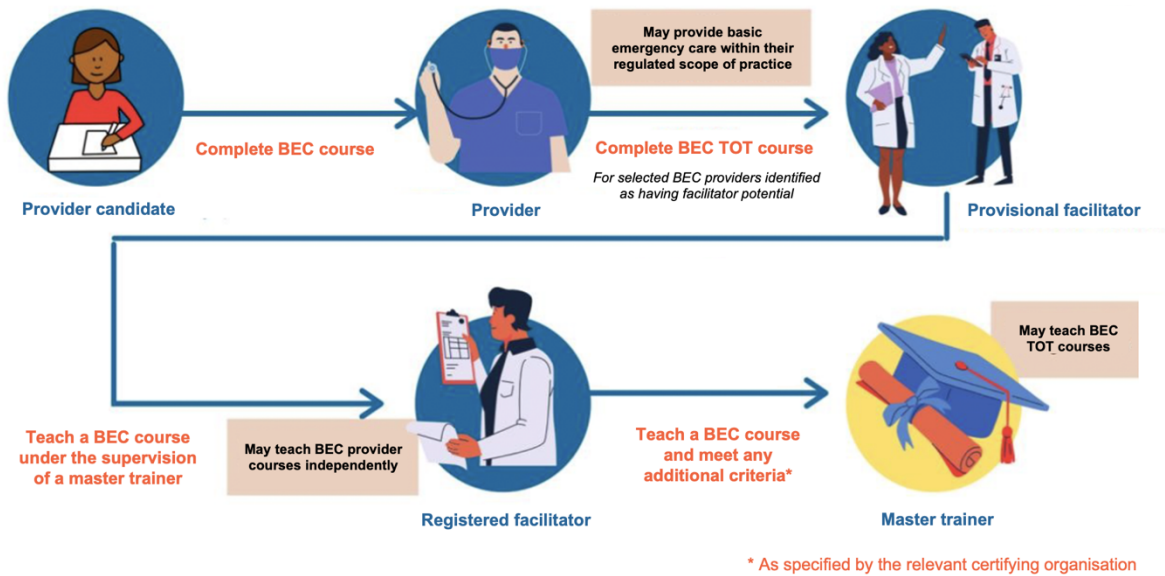 May provide basic
emergency care within their
regulated scope of practice
Complete BEC course
Complete BEC TOT course
For selected BEC providers identified
as having facilitator potential
Provider candidate
Provider
Provisional facilitator
Teach a BEC course
under the supervision
of a master trainer
May teach BEC provider
courses independently
Registered facilitator
Teach a BEC course
and meet any
additional criteria*
May teach BEC
TOT courses
Master trainer
* As specified by the relevant certifying organisation